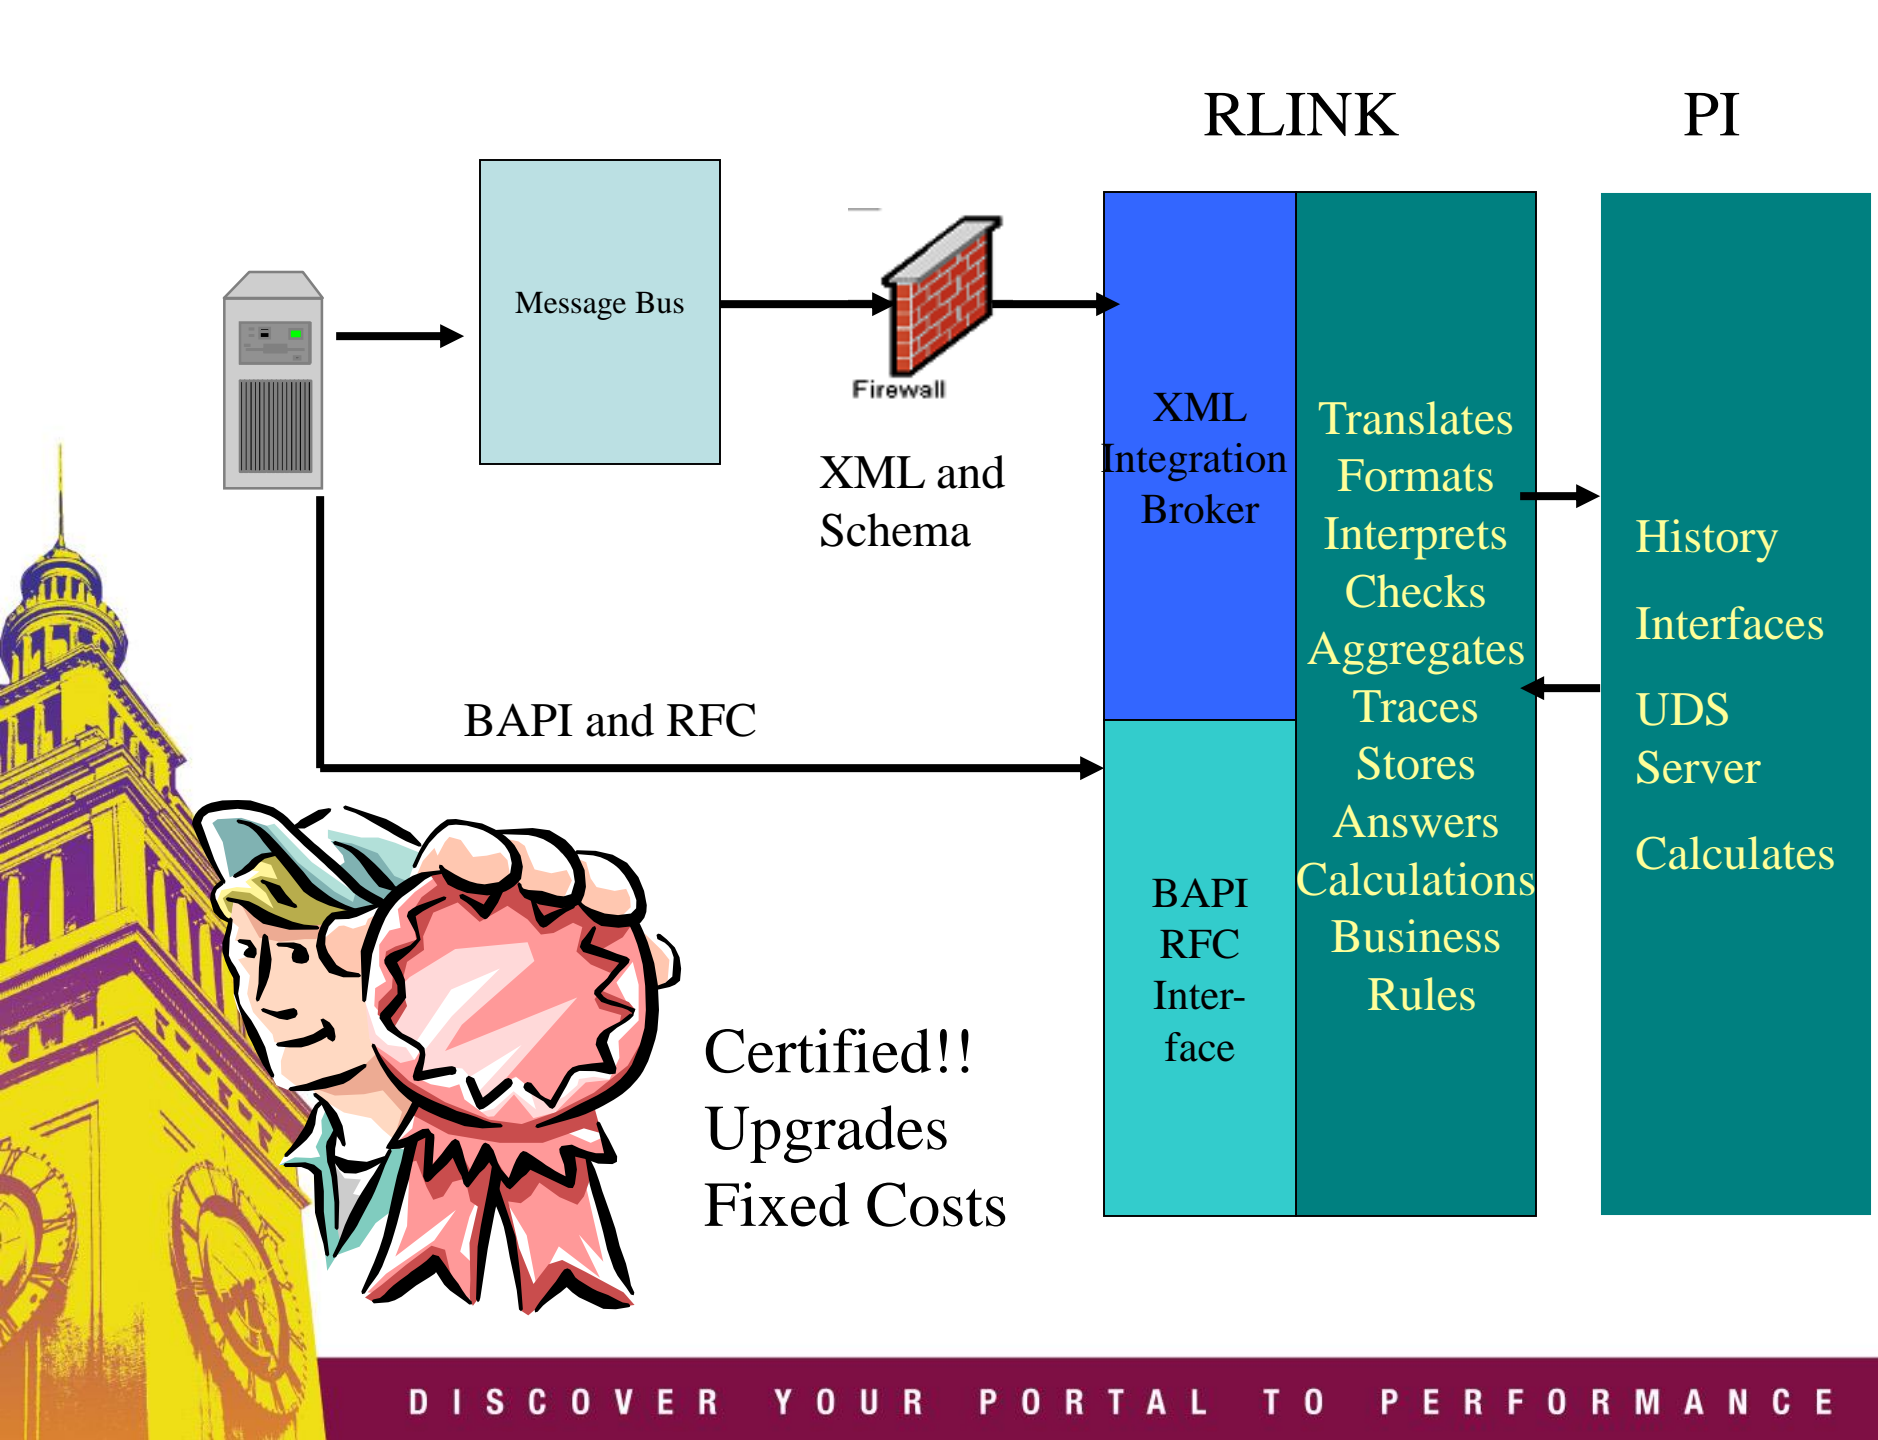 RLINK
PI
Message Bus
Firewall
XML and
Schema
XML
Integration
Broker
Translates
Formats
Interprets
Checks
Aggregates
Traces
Stores
Answers
Calculations
Business
Rules
History
Interfaces
UDS
Server
Calculates
BAPI and RFC
BAPI
RFC
Inter-
face
Certified!!
Upgrades
Fixed Costs
DISCOVER YOUR PORTAL TO PERFORMANCE